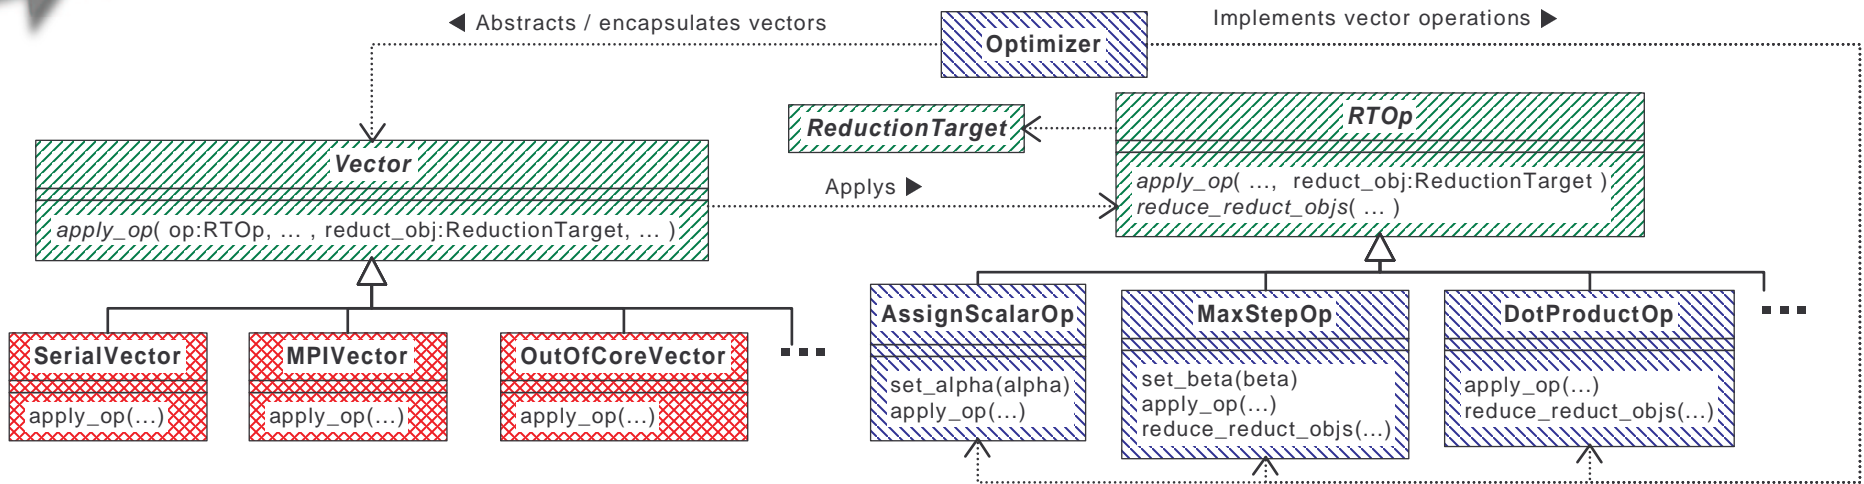 ◀ Abstracts / encapsulates vectors
Optimizer
Implements vector operations ▶
Vector
apply_op( op:RTOp, ... , reduct_obj:ReductionTarget, ... )
Applys ▶
ReductionTarget
RTOp
apply_op( ..., reduct_obj:ReductionTarget )
reduce_reduct_objs( ... )
SerialVector
apply_op(...)
MPIVector
apply_op(...)
OutOfCoreVector
apply_op(...)
...
AssignScalarOp
set_alpha(alpha)
apply_op(...)
MaxStepOp
set_beta(beta)
apply_op(...)
reduce_reduct_objs(...)
DotProductOp
apply_op(...)
reduce_reduct_objs(...)
...